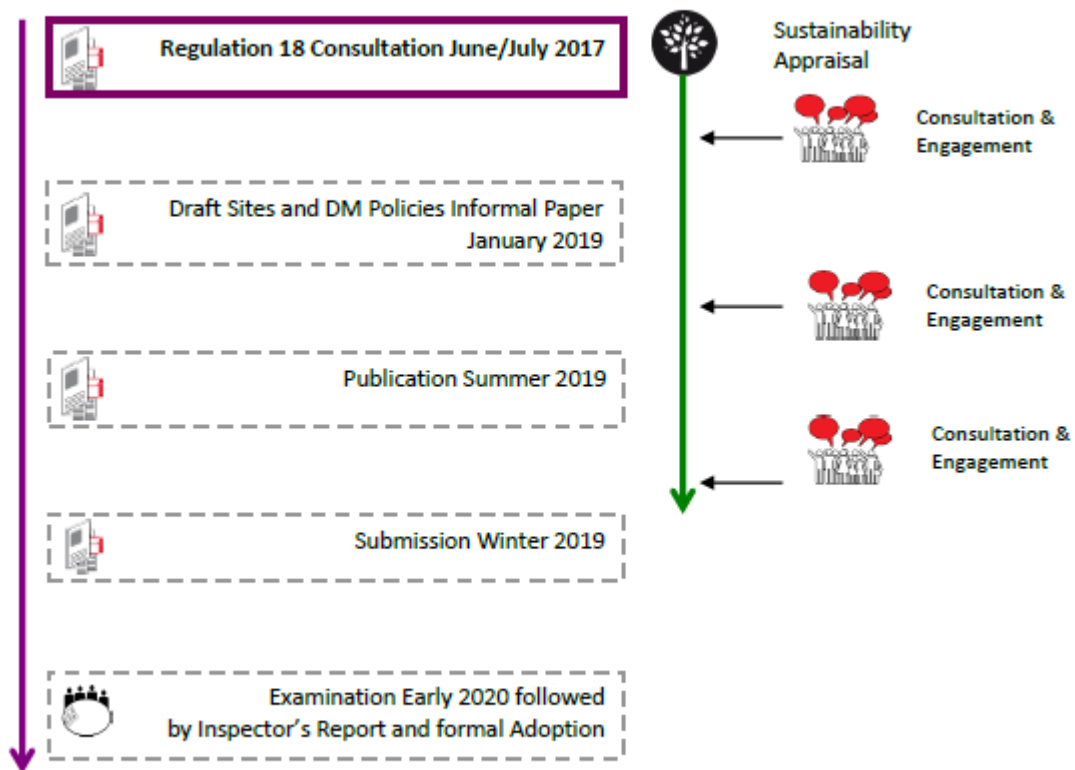 Regulation 18 Consultation June/July 2017
Sustainability
Appraisal
Consultation &
Engagement
Draft Sites and DM Policies Informal Paper
January 2019
Consultation &
Engagement
Publication Summer 2019
Consultation &
Engagement
Submission Winter 2019
Examination Early 2020 followed
by Inspector’s Report and formal Adoption